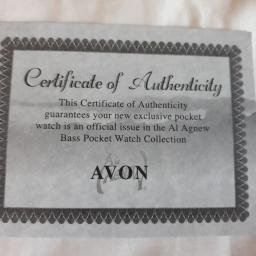 Certificate of Authenticity
This Certificate of Authenticity
guarantees your new exclusive pocket
watch is an official issue in the Al Agnew
Bass Pocket Watch Collection
AVON